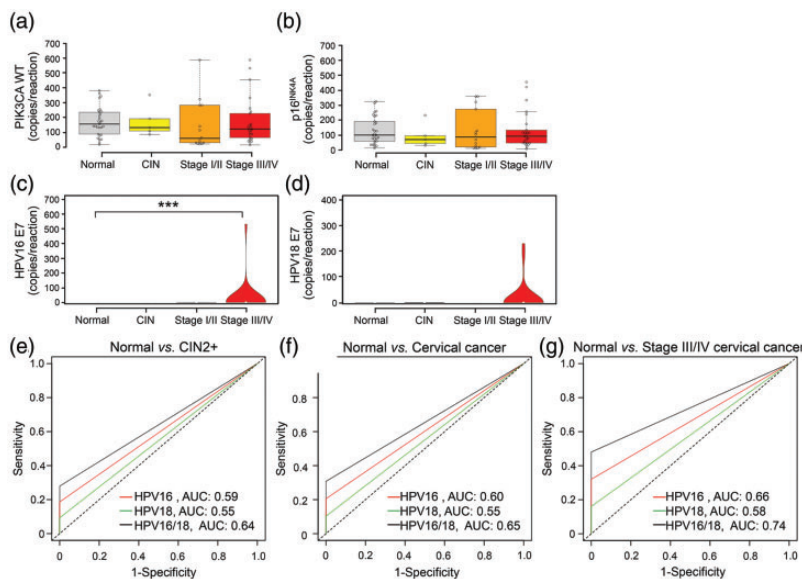 (a)
PIK3CA WT
(copies/reaction)
700
600
500
400
300
200
100
0
Normal CIN Stage I/II Stage III/IV
(b)
p16INK4A
(copies/reaction)
700
600
500
400
300
200
100
0
Normal CIN Stage I/II Stage III/IV
(c)
HPV16 E7
(copies/reaction)
700
600
500
400
300
200
100
0
***
Normal CIN Stage I/II Stage III/IV
(d)
HPV18 E7
(copies/reaction)
400
300
200
100
0
Normal CIN Stage I/II Stage III/IV
(e) Normal vs. CIN2+
Sensitivity
1.0
0.8
0.6
0.4
0.2
0
HPV16 , AUC: 0.59
HPV18, AUC: 0.55
HPV16/18, AUC: 0.64
0 0.2 0.4 0.6 0.8 1.0
1-Specificity
(f) Normal vs. Cervical cancer
Sensitivity
1.0
0.8
0.6
0.4
0.2
0
HPV16 , AUC: 0.60
HPV18, AUC: 0.55
HPV16/18, AUC: 0.65
0 0.2 0.4 0.6 0.8 1.0
1-Specificity
(g) Normal vs. Stage III/IV cervical cancer
Sensitivity
1.0
0.8
0.6
0.4
0.2
0
HPV16 , AUC: 0.66
HPV18, AUC: 0.58
HPV16/18, AUC: 0.74
0 0.2 0.4 0.6 0.8 1.0
1-Specificity